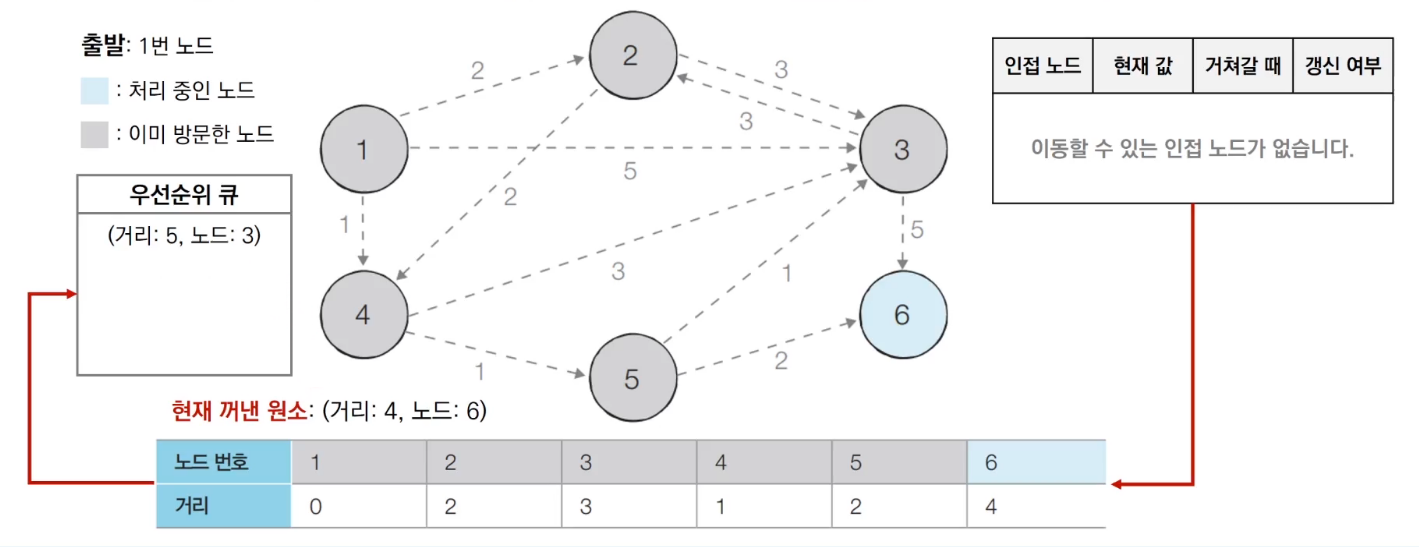 출발: 1번 노드
: 처리 중인 노드
: 이미 방문한 노드
우선순위 큐
(거리: 5, 노드: 3)
1
2
3
4
5
6
2
3
3
5
1
2
3
1
1
2
5
인접 노드 현재 값 거쳐갈 때 갱신 여부
이동할 수 있는 인접 노드가 없습니다.
현재 꺼낸 원소: (거리: 4, 노드: 6)
노드 번호 1 2 3 4 5 6
거리 0 2 3 1 2 4